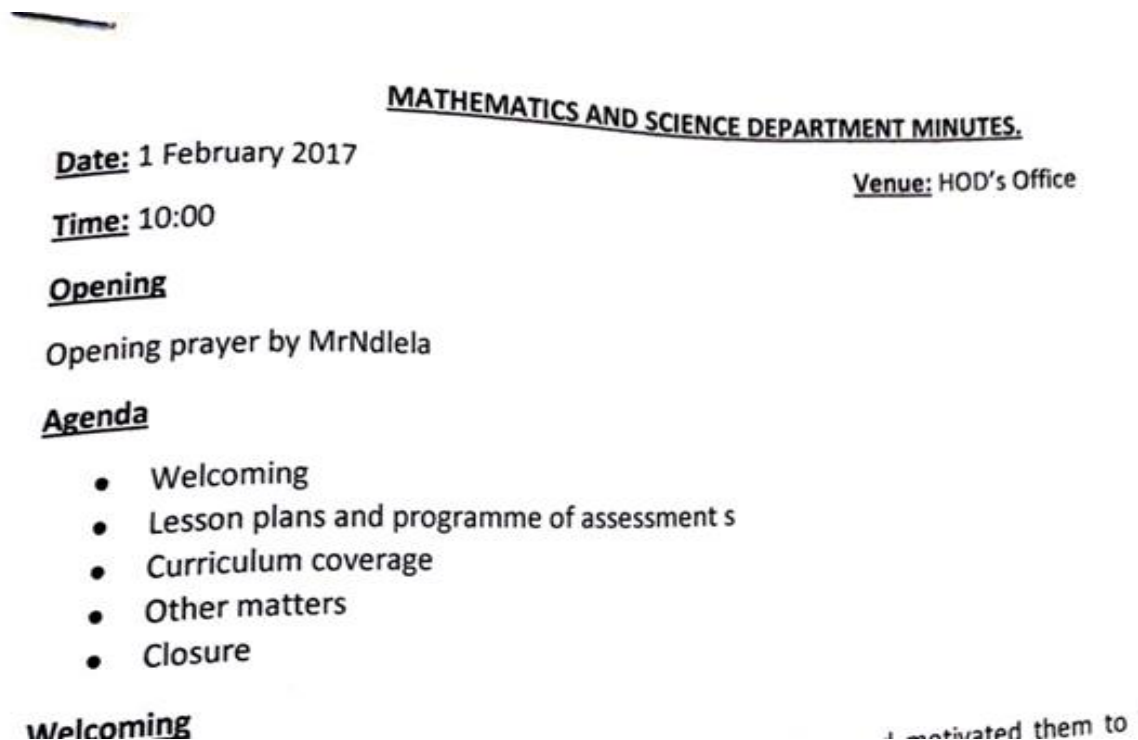 MATHEMATICS AND SCIENCE DEPARTMENT MINUTES.
Date: 1 February 2017
Venue: HOD's Office
Time: 10:00
Opening
Opening prayer by MrNdlela
Agenda
• Welcoming
• Lesson plans and programme of assessment s
• Curriculum coverage
• Other matters
• Closure
Welcoming
motivated them to